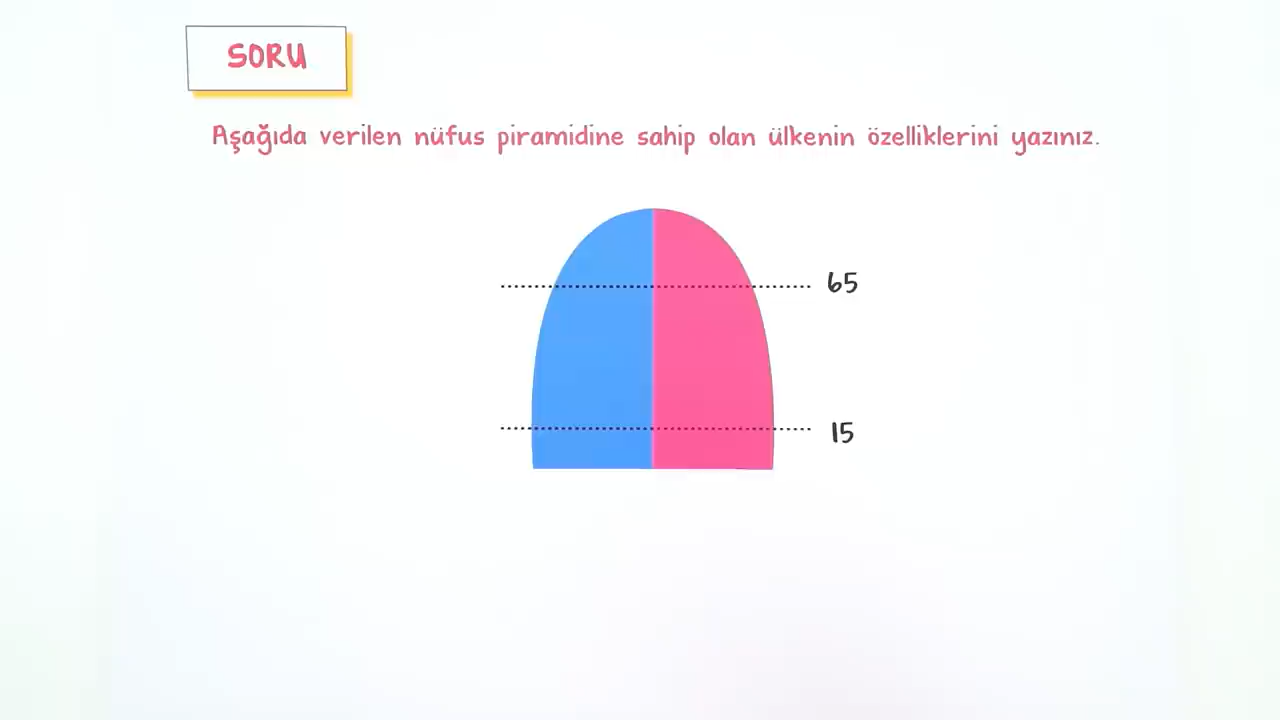 SORU
Aşağıda verilen nüfus piramidine sahip olan ülkenin özelliklerini yazınız.
65
15